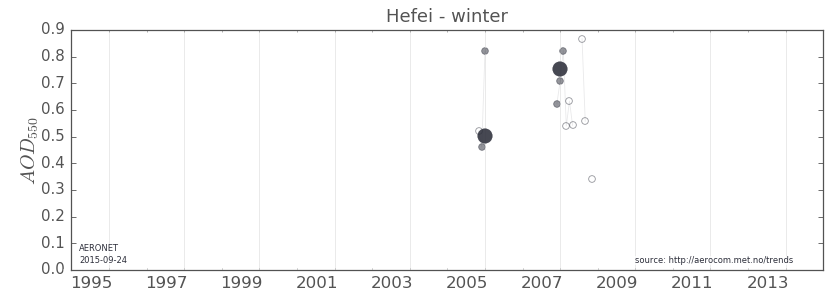 Hefei - winter
0.9
0.8
0.7
0.6
0.5
0.4
0.3
0.2
0.1
0.0
AOD550
AERONET
2015-09-24
source: http://aerocom.met.no/trends
1995 1997 1999 2001 2003 2005 2007 2009 2011 2013